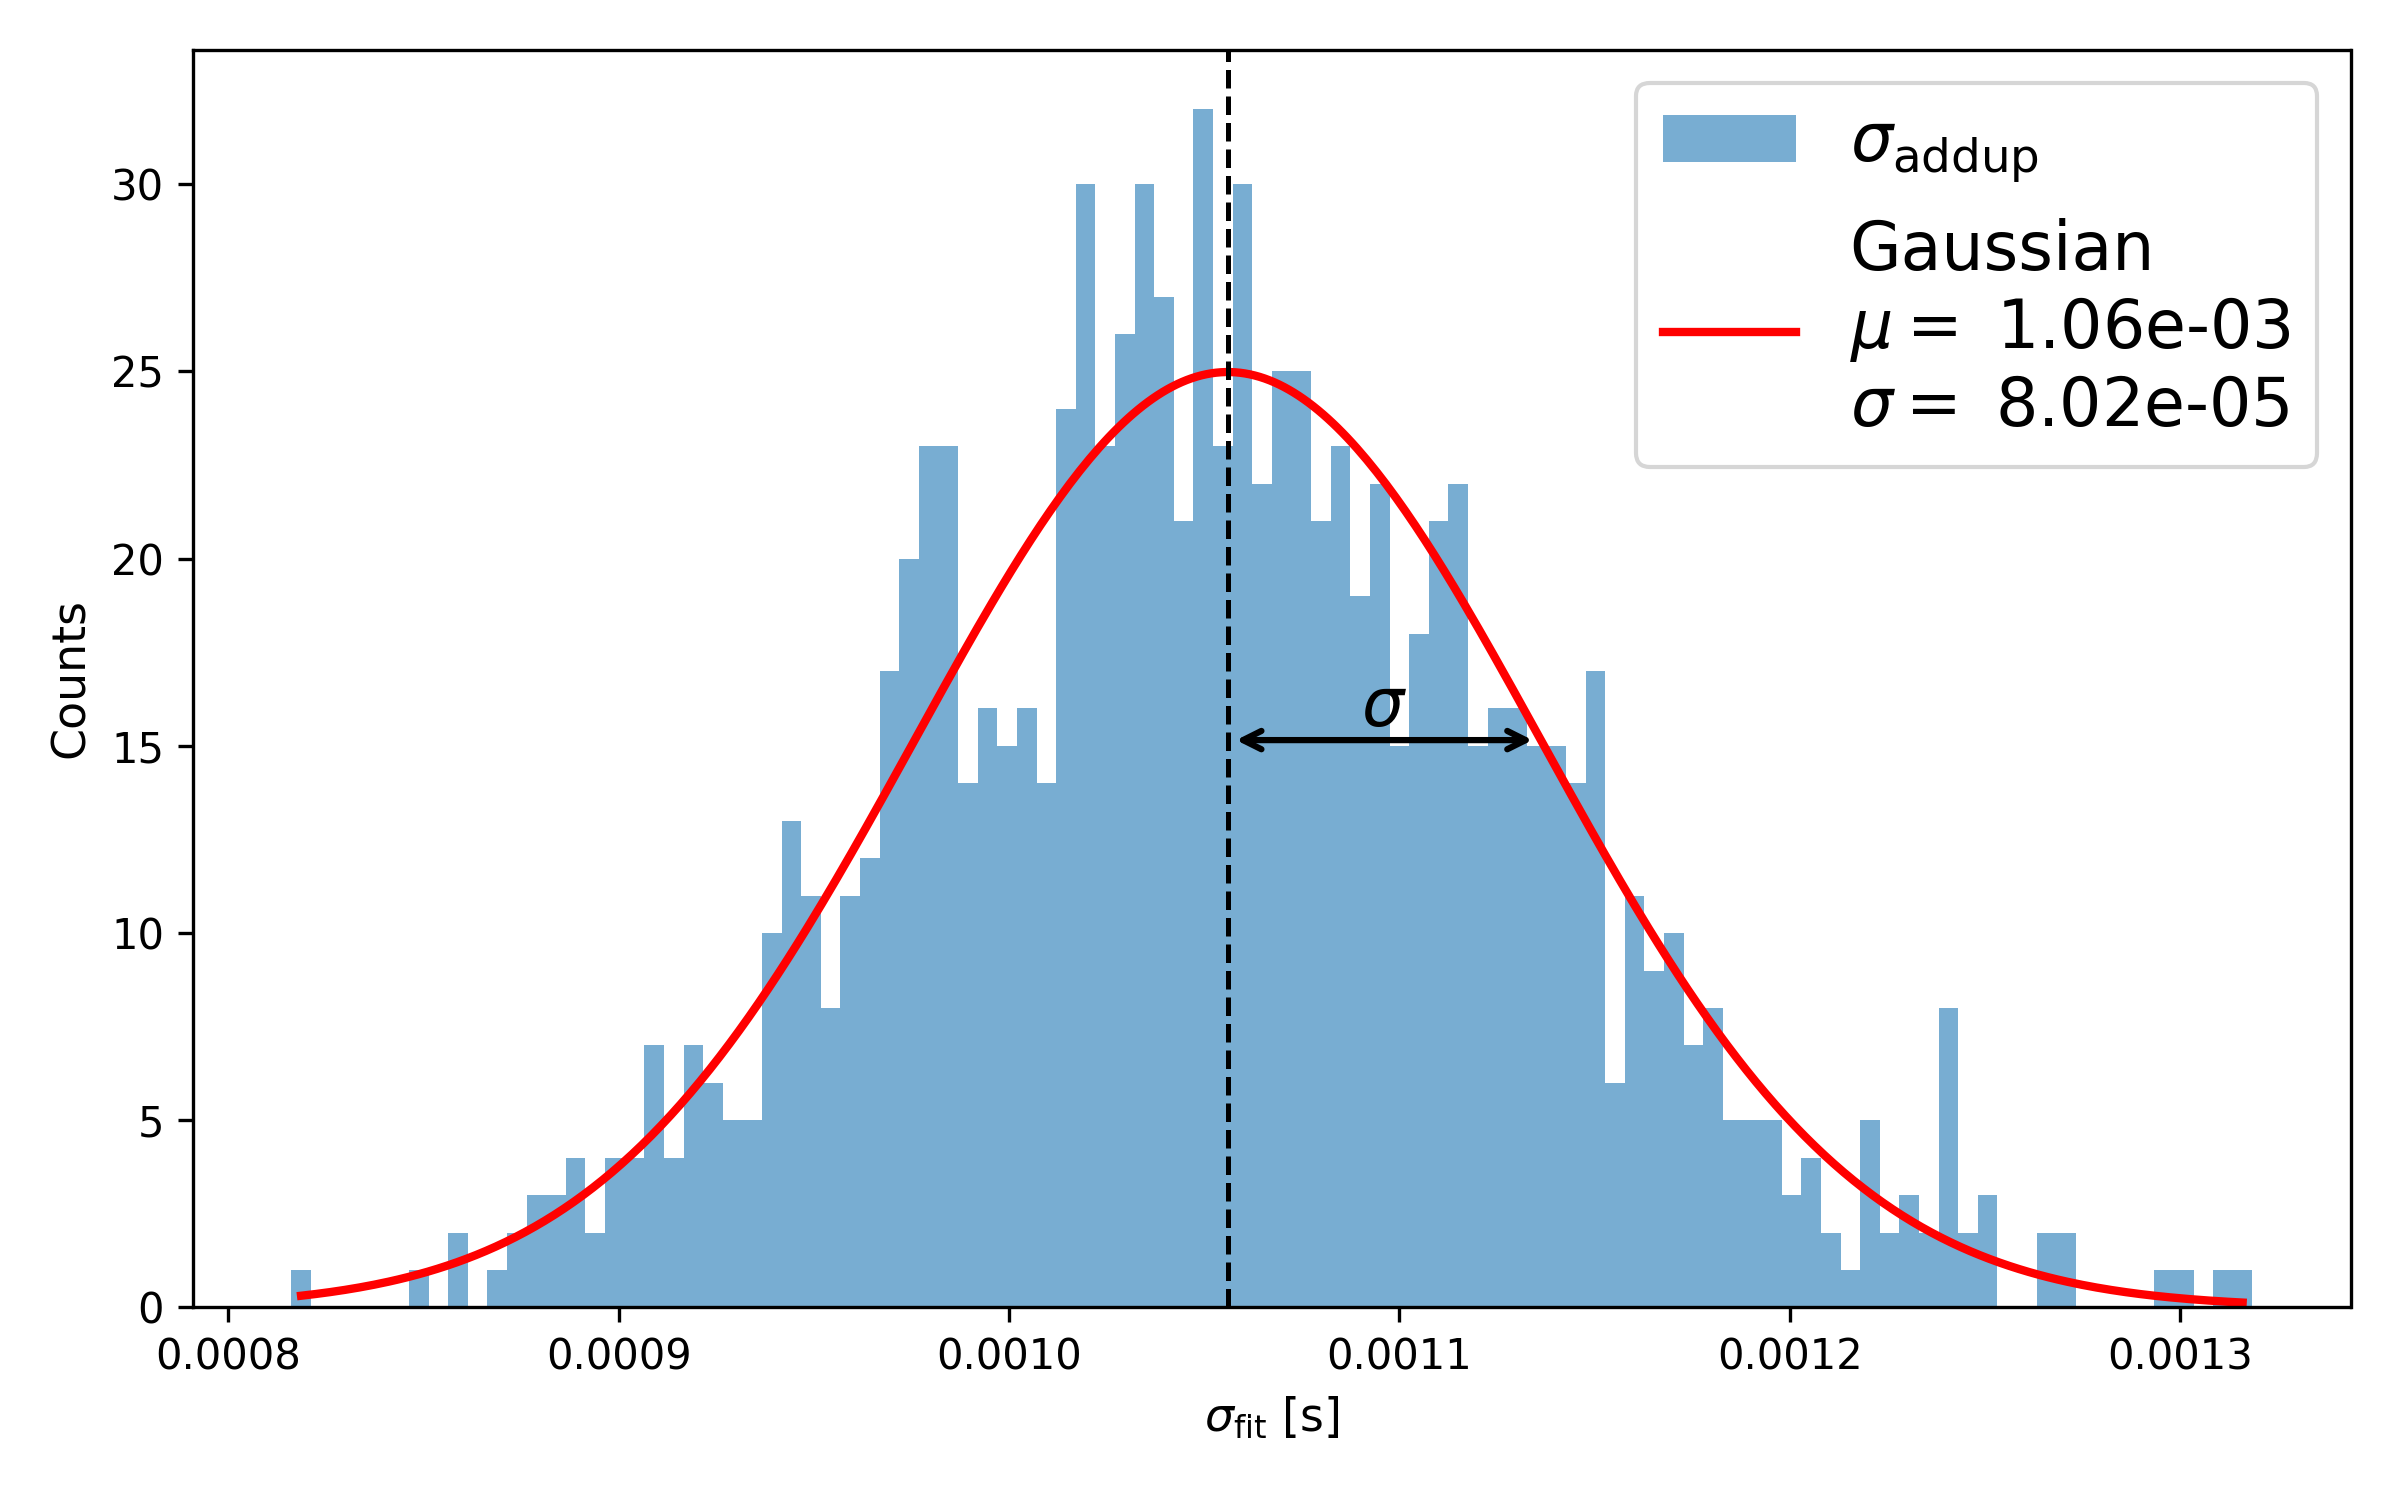 σaddup
Gaussian
μ = 1.06e-03
σ = 8.02e-05
30
25
20
15
10
5
0
Counts
σ
0.0008 0.0009 0.0010 0.0011 0.0012 0.0013
σfit [s]